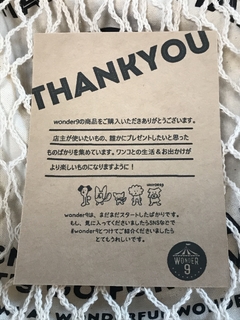 THANKYOU
wonder9の商品をご購入いただきありがとうございます。
店主が使いたいもの、誰かにプレゼントしたいと思った
ものばかりを集めています。ワンコとの生活&お出かけが
より楽しいものになりますように!
wonder9は、まだまだスタートしたばかりです。
もし、気に入ってくださいましたらSNSなどで
#wonder9とつけてご紹介くださいましたら
とてもうれしいです。
WONDER
9